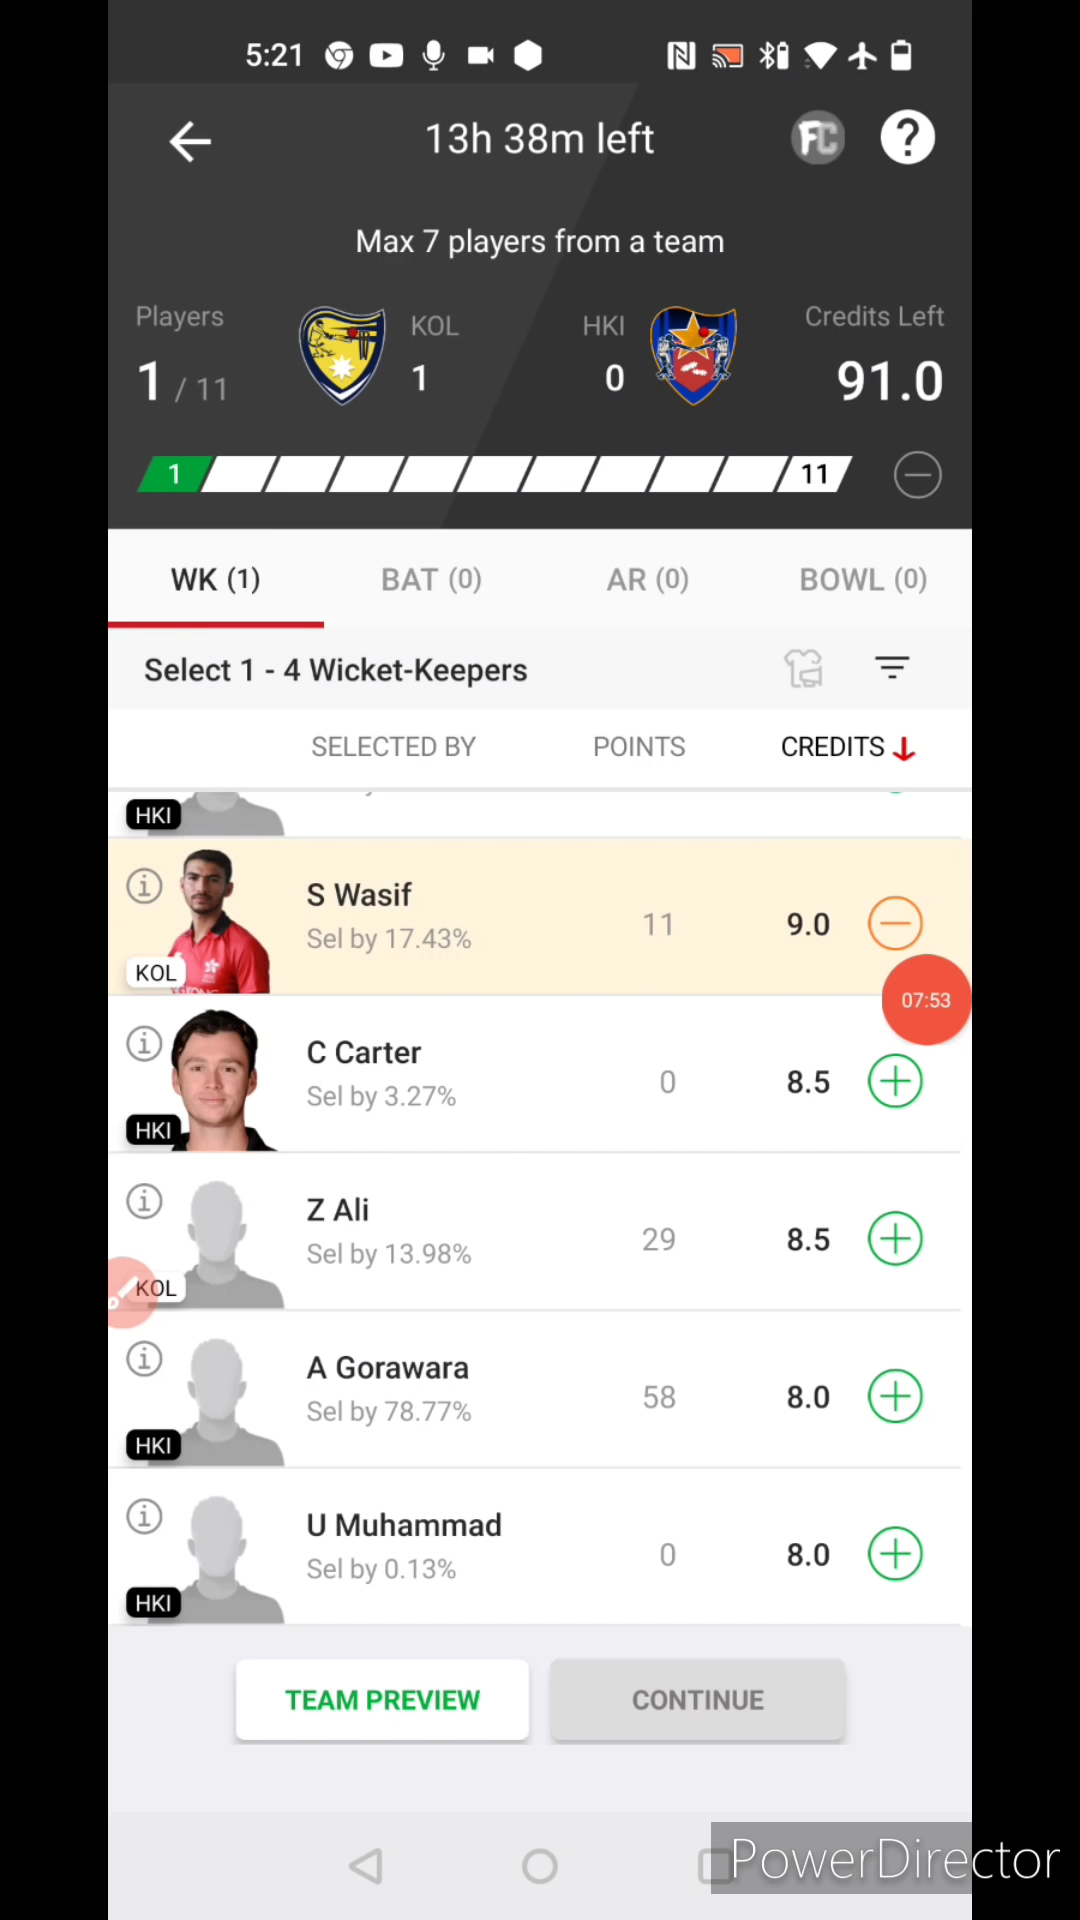 5:21
13h 38m left
FC
?
Max 7 players from a team
Players
KOL
HKI
Credits Left
1 / 11
1
0
91.0
1
11
WK (1)
BAT (0)
AR (0)
BOWL (0)
Select 1 - 4 Wicket-Keepers
SELECTED BY
POINTS
CREDITS
HKI
S Wasif
Sel by 17.43%
11
9.0
KOL
07:53
C Carter
Sel by 3.27%
0
8.5
HKI
Z Ali
Sel by 13.98%
29
8.5
KOL
A Gorawara
Sel by 78.77%
58
8.0
HKI
U Muhammad
Sel by 0.13%
0
8.0
HKI
TEAM PREVIEW
CONTINUE
PowerDirector